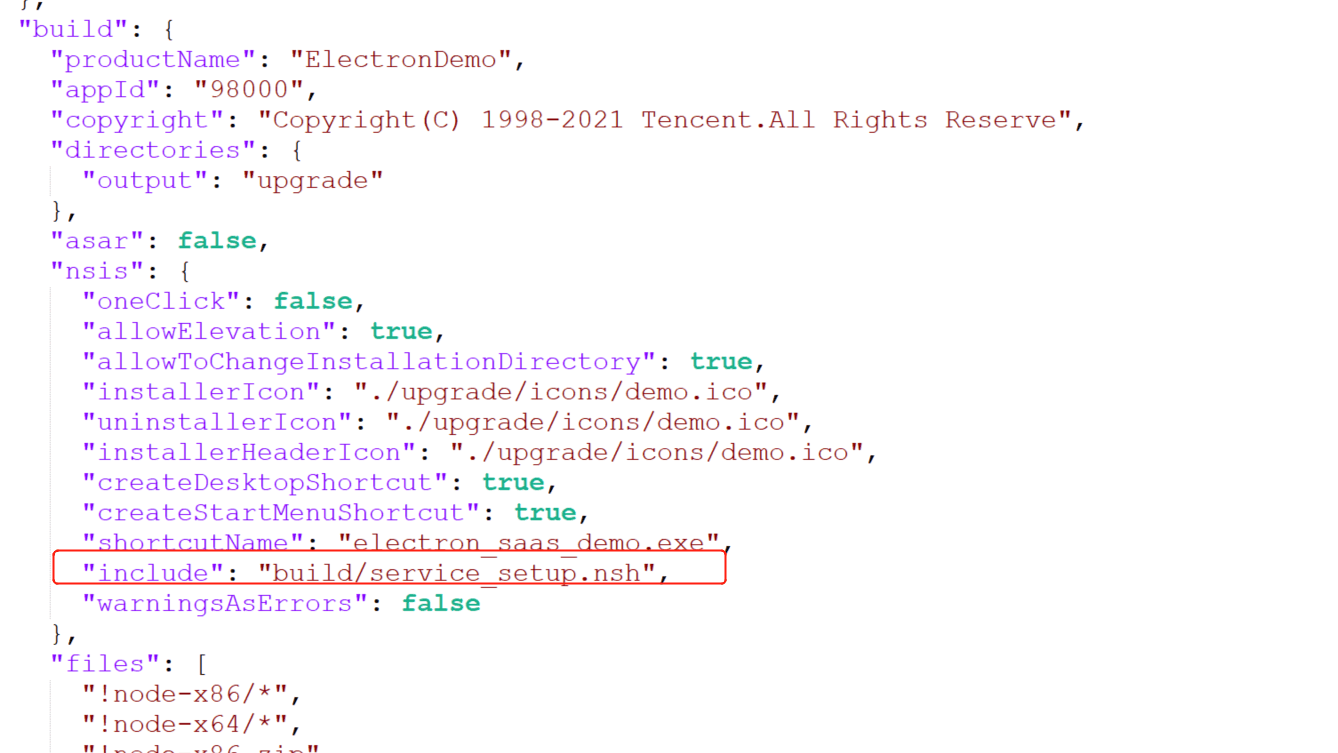 },
"build": {
"productName": "ElectronDemo",
"appId": "98000",
"copyright": "Copyright(C) 1998-2021 Tencent.All Rights Reserve",
"directories": {
"output": "upgrade"
},
"asar": false,
"nsis": {
"oneClick": false,
"allowElevation": true,
"allowToChangeInstallationDirectory": true,
"installerIcon": "./upgrade/icons/demo.ico",
"uninstallerIcon": "./upgrade/icons/demo.ico",
"installerHeaderIcon": "./upgrade/icons/demo.ico",
"createDesktopShortcut": true,
"createStartMenuShortcut": true,
"shortcutName": "electron_saas_demo.exe",
"include": "build/service_setup.nsh",
"warningsAsErrors": false
},
"files": [
"!node-x86/*",
"!node-x64/*",
"!node-x86.zip"